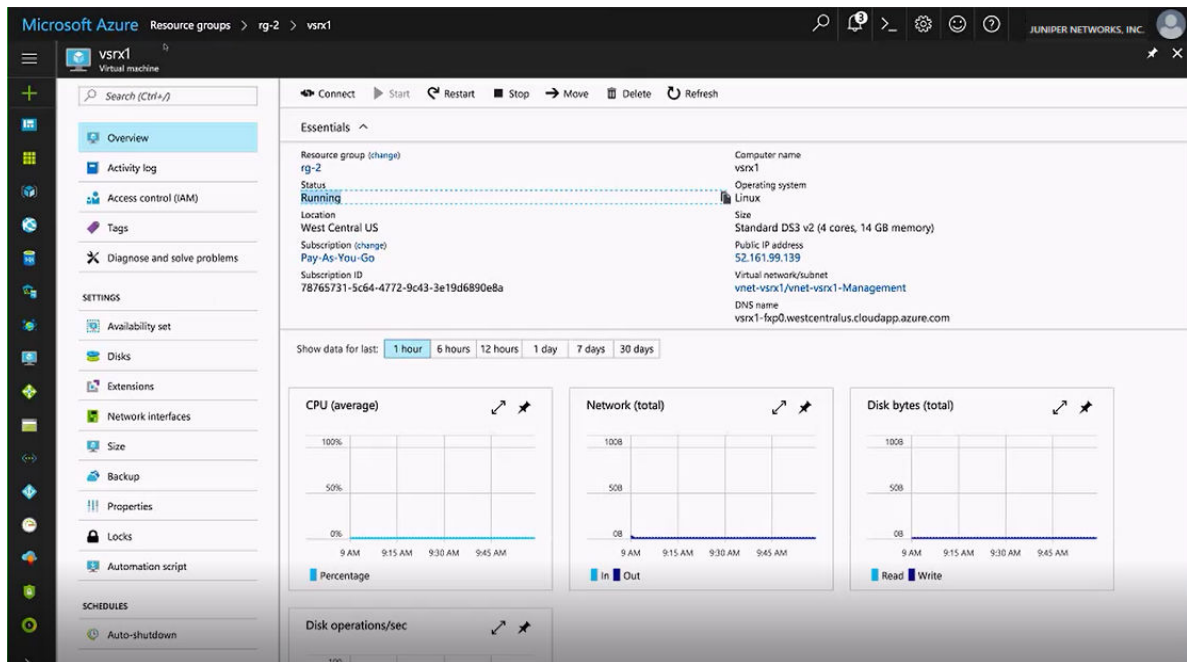 Microsoft Azure Resource groups > rg-2 > vsrx1
3
JUNIPER NETWORKS, INC.
vsrx1
Virtual machine
Search (Ctrl+/)
Overview
Activity log
Access control (IAM)
Tags
Diagnose and solve problems
SETTINGS
Availability set
Disks
Extensions
Network interfaces
Size
Backup
Properties
Locks
Automation script
SCHEDULES
Auto-shutdown
Connect Start Restart Stop Move Delete Refresh
Essentials
Resource group (change)
rg-2
Status
Running
Location
West Central US
Subscription (change)
Pay-As-You-Go
Subscription ID
78765731-5c64-4772-9c43-3e19d6890e8a
Computer name
vsrx1
Operating system
Linux
Size
Standard DS3 v2 (4 cores, 14 GB memory)
Public IP address
52.161.99.139
Virtual network/subnet
vnet-vsrx1/vnet-vsrx1-Management
DNS name
vsrx1-fxp0.westcentralus.cloudapp.azure.com
Show data for last: 1 hour 6 hours 12 hours 1 day 7 days 30 days
CPU (average)
100%
50%
0%
9 AM 9:15 AM 9:30 AM 9:45 AM
Percentage
Network (total)
100B
50B
0B
9 AM 9:15 AM 9:30 AM 9:45 AM
In Out
Disk bytes (total)
100B
50B
0B
9 AM 9:15 AM 9:30 AM 9:45 AM
Read Write
Disk operations/sec
100